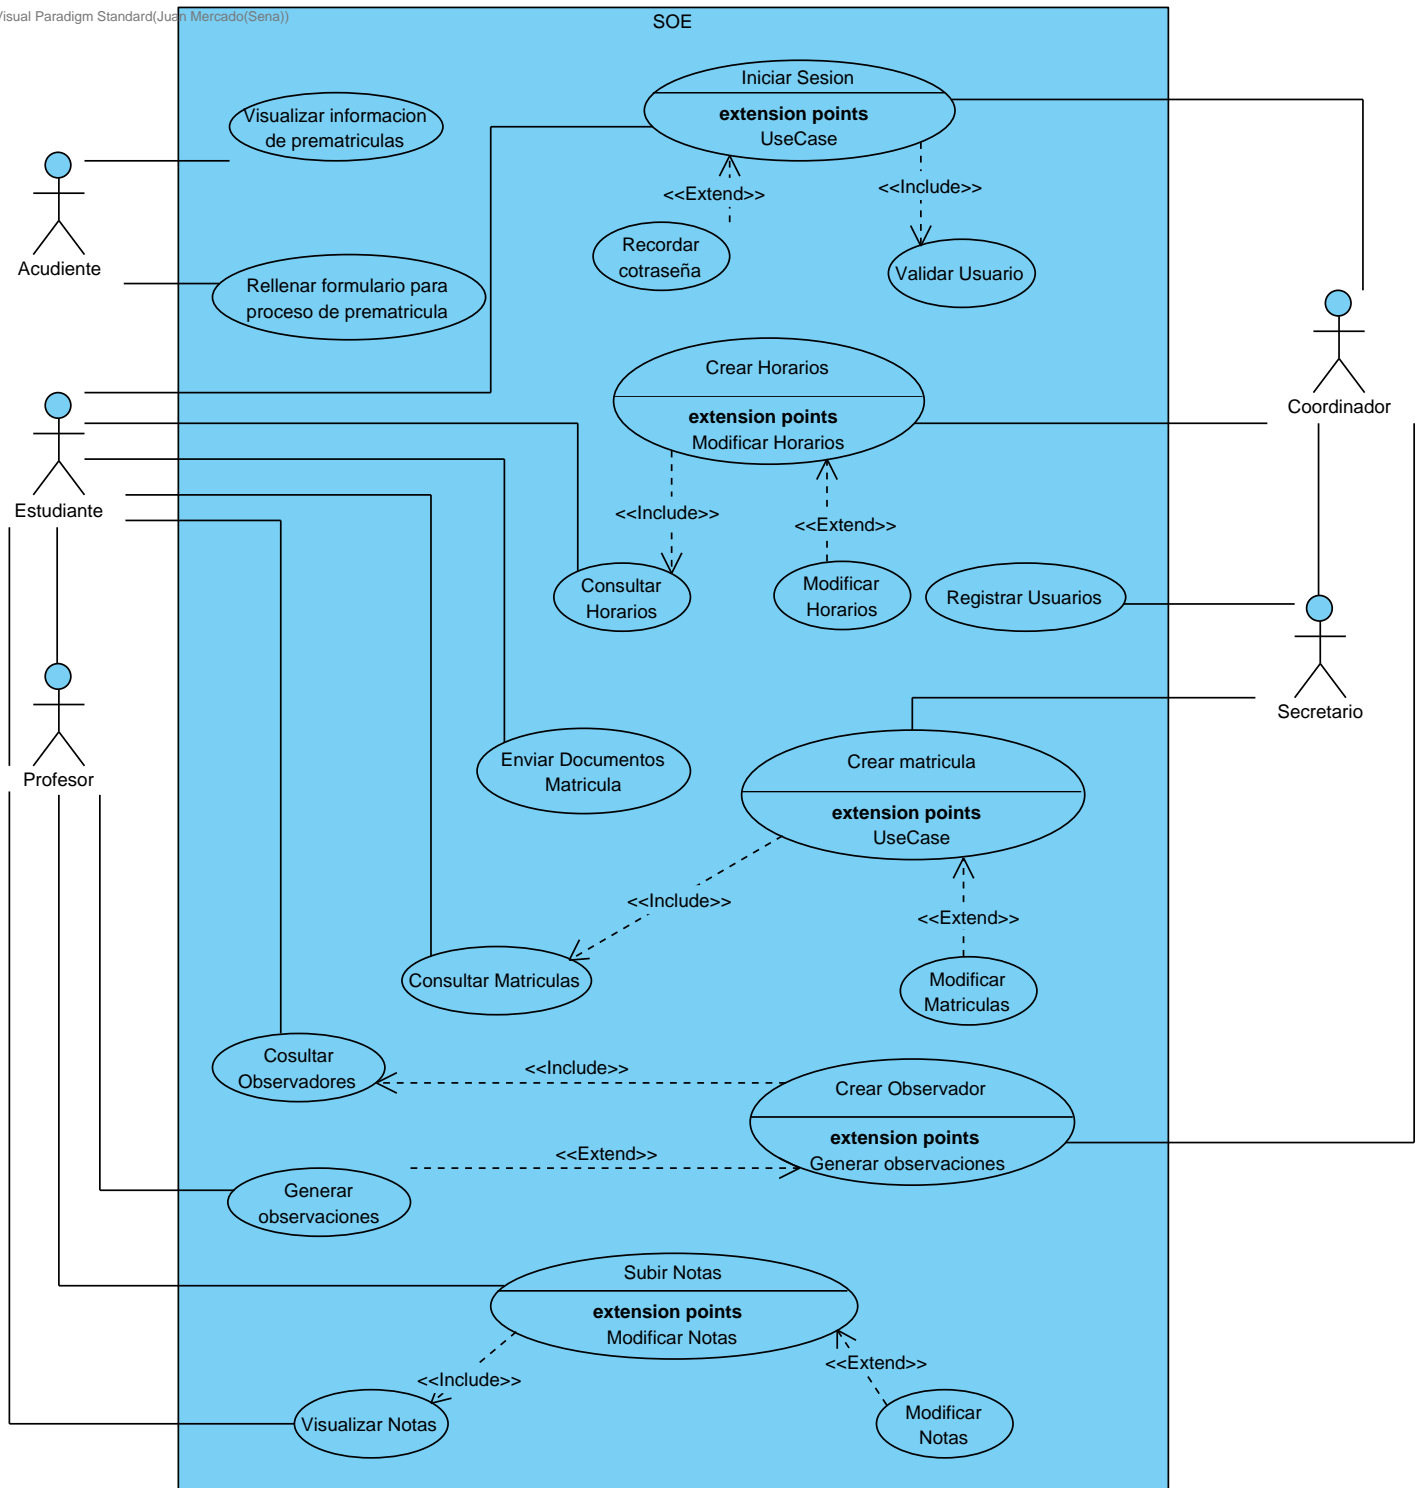 Visual Paradigm Standard(Juan Mercado(Sena))
SOE
Iniciar Sesion
extension points
UseCase
Visualizar informacion
de prematriculas
<<Extend>>
<<Include>>
Recordar
cotraseña
Validar Usuario
Acudiente
Rellenar formulario para
proceso de prematricula
Crear Horarios
extension points
Modificar Horarios
Coordinador
Estudiante
<<Include>>
<<Extend>>
Consultar
Horarios
Modificar
Horarios
Registrar Usuarios
Secretario
Profesor
Enviar Documentos
Matricula
Crear matricula
extension points
UseCase
<<Include>>
<<Extend>>
Consultar Matriculas
Modificar
Matriculas
Cosultar
Observadores
<<Include>>
Crear Observador
extension points
Generar observaciones
<<Extend>>
Generar
observaciones
Subir Notas
extension points
Modificar Notas
<<Include>>
<<Extend>>
Visualizar Notas
Modificar
Notas